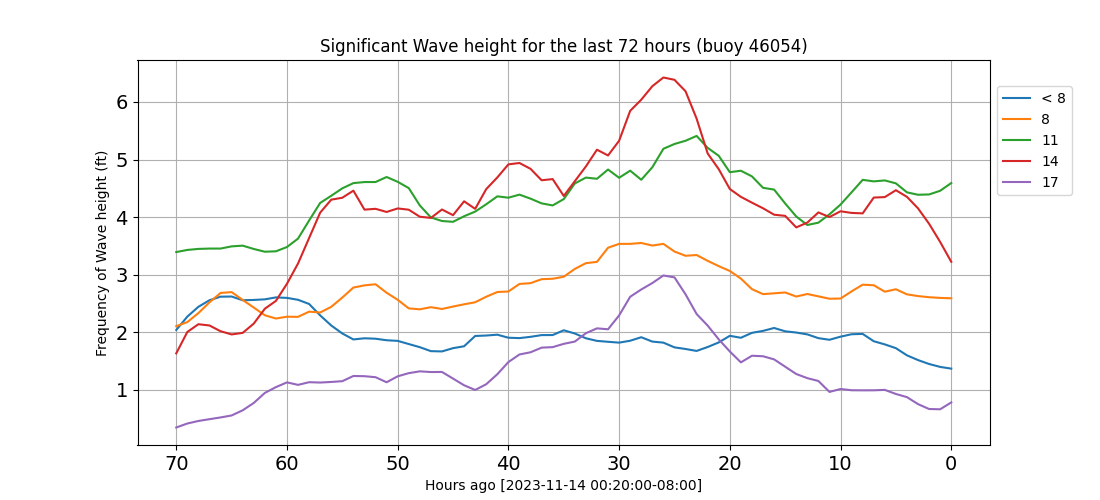 Significant Wave height for the last 72 hours (buoy 46054)
Frequency of Wave height (ft)
6
5
4
3
2
1
70 60 50 40 30 20 10 0
Hours ago [2023-11-14 00:20:00-08:00]
< 8
8
11
14
17